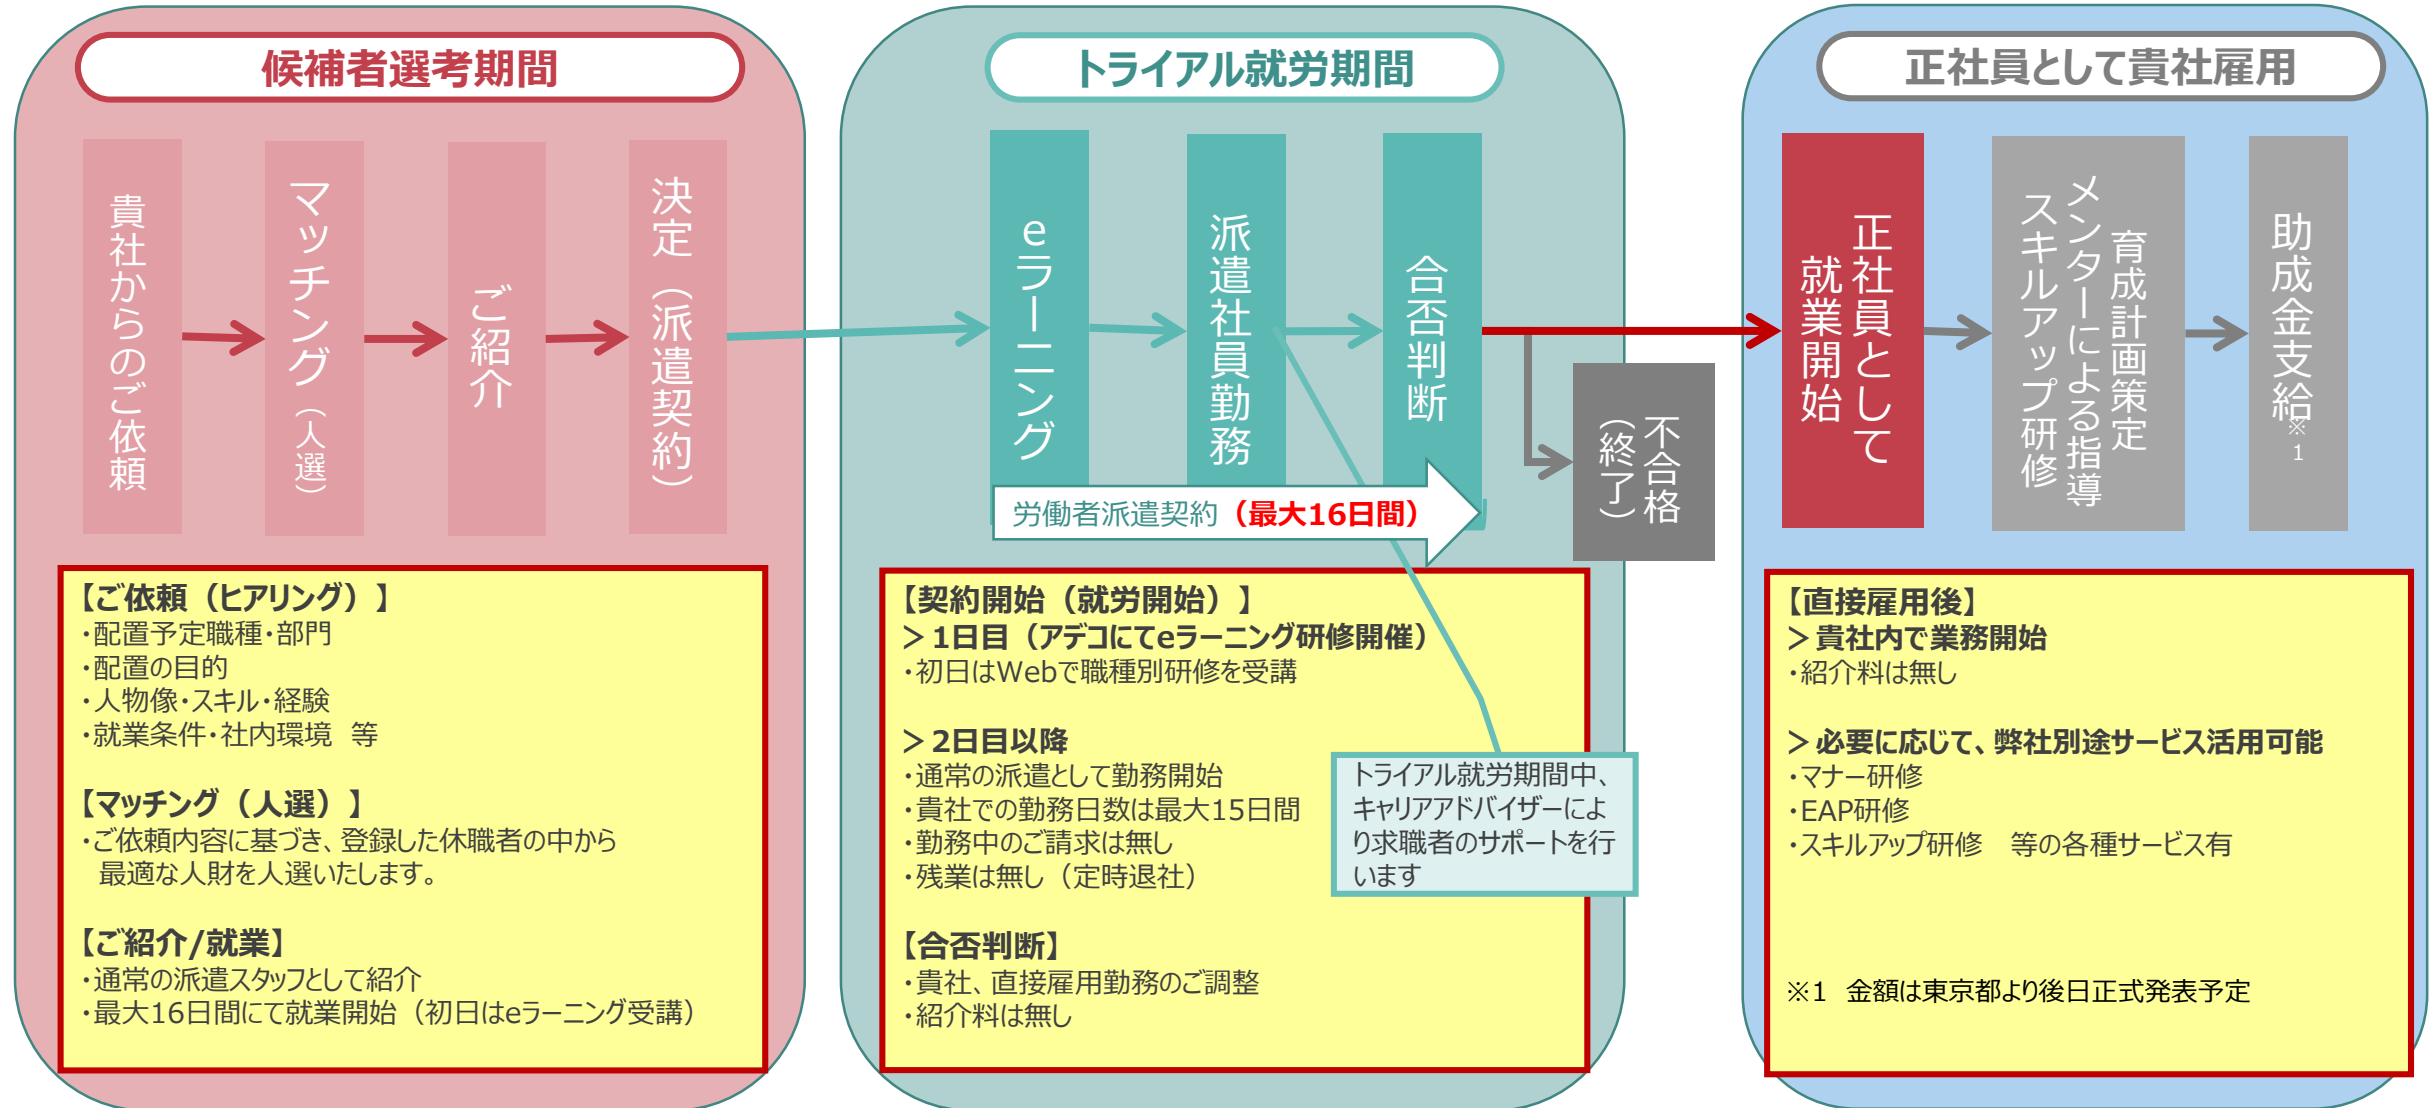 候補者選考期間
貴社からのご依頼
マッチング（人選）
ご紹介
決定（派遣契約）
【ご依頼（ヒアリング）】
・配置予定職種・部門
・配置の目的
・人物像・スキル・経験
・就業条件・社内環境　等
【マッチング（人選）】
・ご依頼内容に基づき、登録した休職者の中から
最適な人財を人選いたします。
【ご紹介/就業】
・通常の派遣スタッフとして紹介
・最大16日間にて就業開始（初日はeラーニング受講）
トライアル就労期間
eラーニング
派遣社員勤務
合否判断
不合格
（終了）
労働者派遣契約（最大16日間）
【契約開始（就労開始）】
＞1日目（アデコにてeラーニング研修開催）
・初日はWebで職種別研修を受講
＞2日目以降
・通常の派遣として勤務開始
・貴社での勤務日数は最大15日間
・勤務中のご請求は無し
・残業は無し（定時退社）
【合否判断】
・貴社、直接雇用勤務のご調整
・紹介料は無し
トライアル就労期間中、
キャリアアドバイザーによ
り求職者のサポートを行
います
正社員として貴社雇用
正社員として
就業開始
育成計画策定
メンターによる指導
スキルアップ研修
助成金支給※1
【直接雇用後】
＞貴社内で業務開始
・紹介料は無し
＞必要に応じて、弊社別途サービス活用可能
・マナー研修
・EAP研修
・スキルアップ研修　等の各種サービス有
※1　金額は東京都より後日正式発表予定